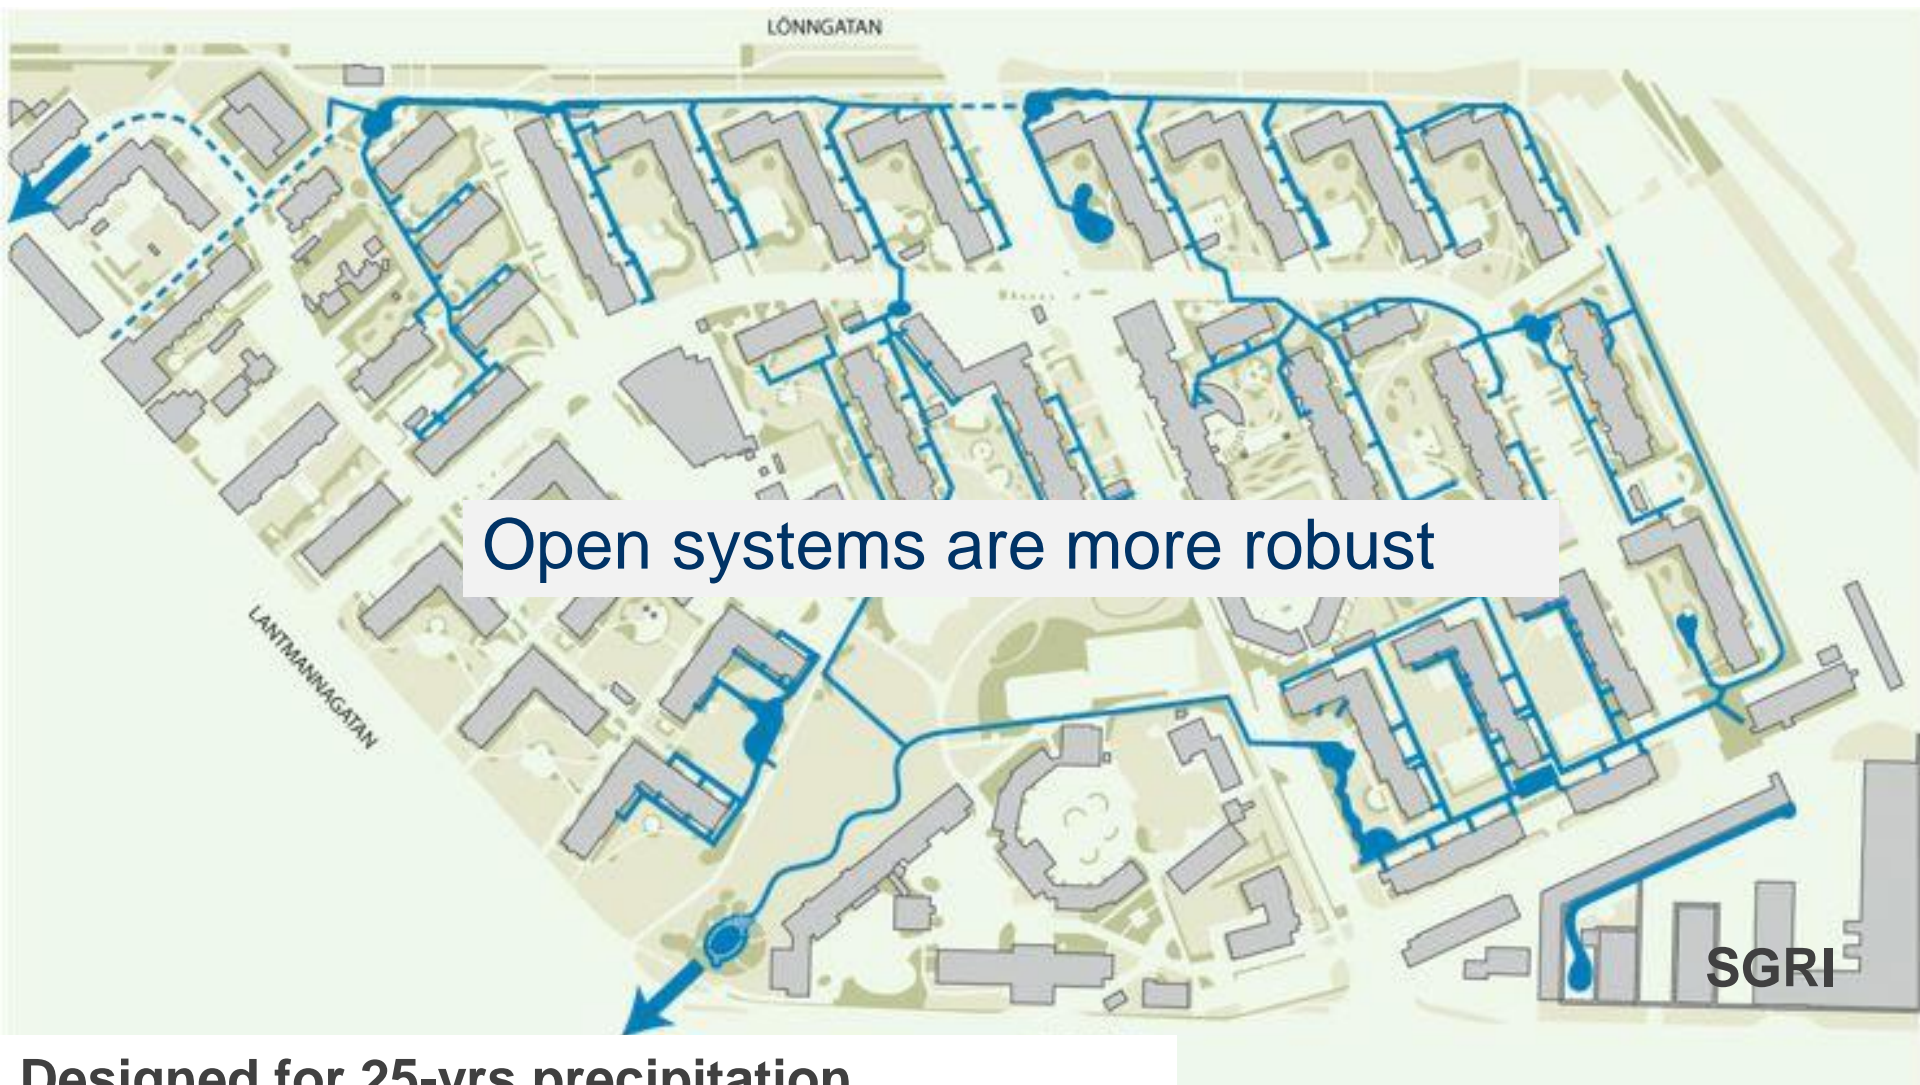 LÖNNGATAN
Open systems are more robust
LANTMANNAGATAN
SGRI
Designed for 25-yrs precipitation